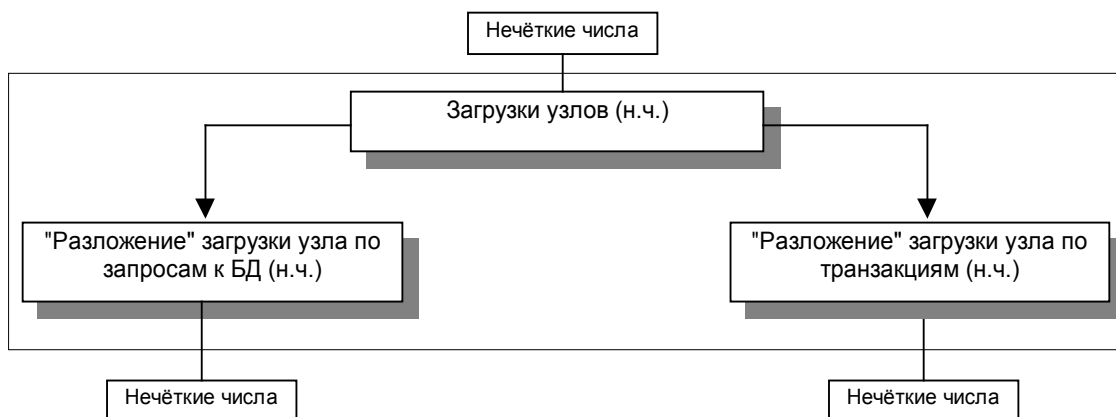 Нечёткие числа
Загрузки узлов (н.ч.)
"Разложение" загрузки узла по
запросам к БД (н.ч.)
"Разложение" загрузки узла по
транзакциям (н.ч.)
Нечёткие числа
Нечёткие числа